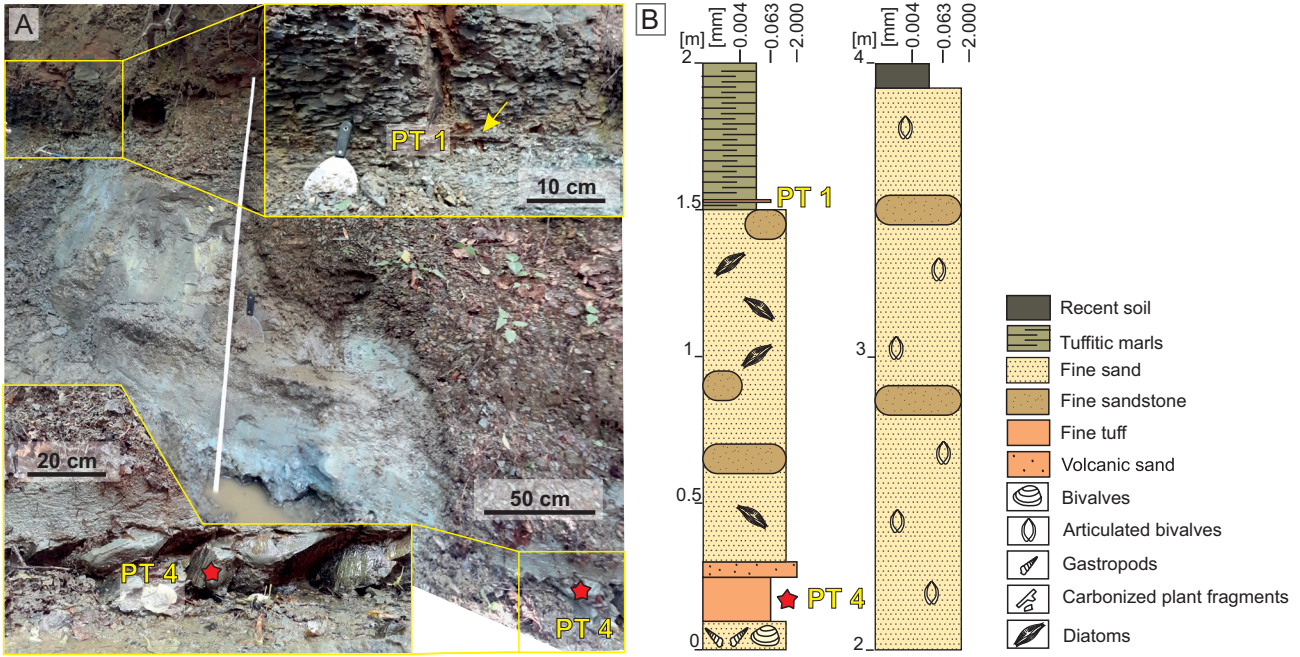 A
PT 1
10 cm
20 cm
50 cm
PT 4
PT 4
B
[m]
[mm]
0.004
0.063
2.000
2
1.5
1
0.5
0
PT 1
PT 4
[m]
[mm]
0.004
0.063
2.000
4
3
2
Recent soil
Tuffitic marls
Fine sand
Fine sandstone
Fine tuff
Volcanic sand
Bivalves
Articulated bivalves
Gastropods
Carbonized plant fragments
Diatoms